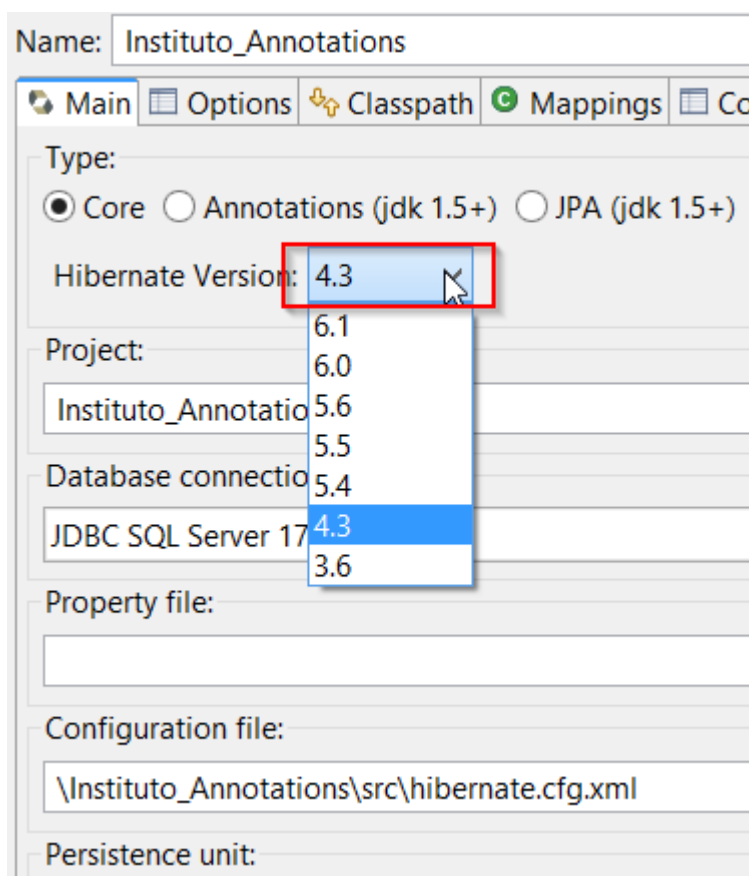 Name: Instituto_Annotations
Main Options Classpath Mappings Co
Type:
Core Annotations (jdk 1.5+) JPA (jdk 1.5+)
Hibernate Version: 4.3
6.1
Project:
6.0
Instituto_Annotatio 5.6
5.5
Database connectio
5.4
JDBC SQL Server 17 4.3
3.6
Property file:
Configuration file:
\Instituto_Annotations\src\hibernate.cfg.xml
Persistence unit: